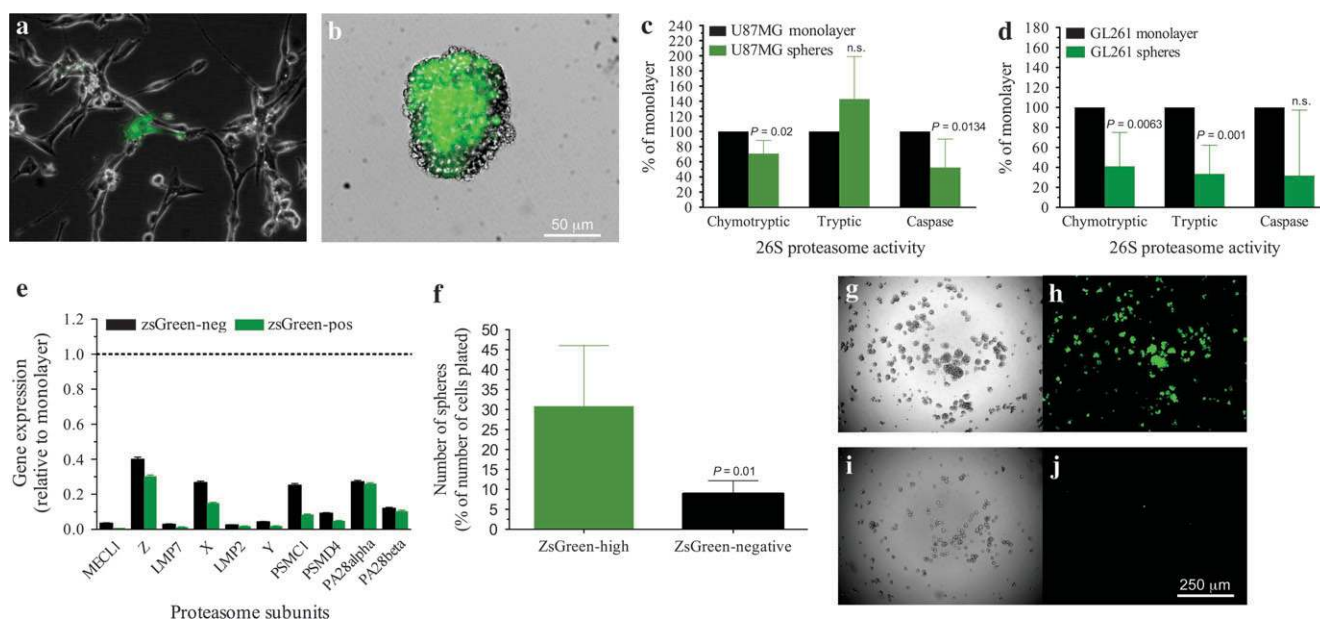 a
b
50 μm
c
U87MG monolayer
U87MG spheres
n.s.
P = 0.02
P = 0.0134
% of monolayer
240
220
200
180
160
140
120
100
80
60
40
20
0
Chymotryptic Tryptic Caspase
26S proteasome activity
d
GL261 monolayer
GL261 spheres
n.s.
P = 0.0063
P = 0.001
% of monolayer
180
160
140
120
100
80
60
40
20
0
Chymotryptic Tryptic Caspase
26S proteasome activity
e
zsGreen-neg zsGreen-pos
Gene expression
(relative to monolayer)
1.2
1.0
0.8
0.6
0.4
0.2
0.0
MECL1 Z LMP7 X LMP2 Y PSMC1 PSMD4 PA28alpha PA28beta
Proteasome subunits
f
Number of spheres
(% of number of cells plated)
50
45
40
35
30
25
20
15
10
5
0
P = 0.01
ZsGreen-high ZsGreen-negative
g
h
i
j
250 μm